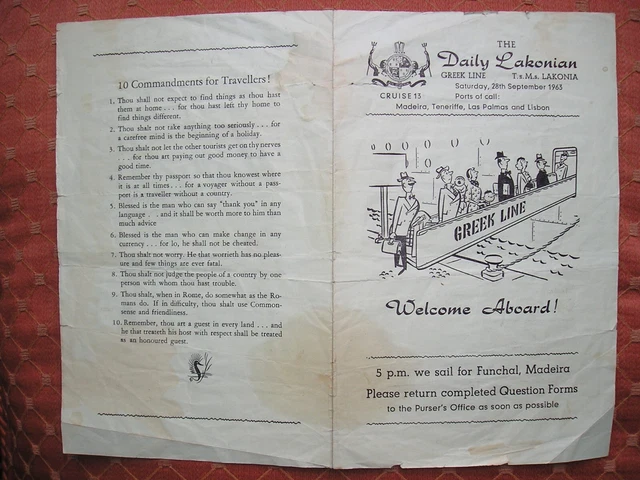 10 Commandments for Travellers!
1. Thou shall not expect to find things as thou hast
them at home . . . for thou hast left thy home to
find things different.
2. Thou shalt not take anything too seriously . . . for
a carefree mind is the beginning of a holiday.
3. Thou shalt not let the other tourists get on thy nerves
. . . for thou art paying out good money to have a
good time.
4. Remember thy passport so that thou knowest where
it is at all times . . . for a voyager without a pass-
port is a traveller without a country.
5. Blessed is the man who can say "thank you" in any
language . . and it shall be worth more to him than
much advice
6. Blessed is the man who can make change in any
currency . . . for lo, he shall not be cheated.
7. Thou shalt not worry. He that worrieth has no pleas-
ure and few things are ever fatal.
8. Thou shalt not judge the people of a country by one
person with whom thou hast trouble.
9. Thou shalt, when in Rome, do somewhat as the Ro-
mans do. If in difficulty, thou shalt use Common-
sense and friendliness.
10. Remember, thou art a guest in every land . . . and
he that treateth his host with respect shall be treated
as an honoured guest.
THE
Daily Lakonian
GREEK LINE T.s.M.s. LAKONIA
CRUISE 13
Saturday, 28th September 1963
Ports of call:
Madeira, Teneriffe, Las Palmas and Lisbon
GREEK LINE
Welcome Aboard!
5 p.m. we sail for Funchal, Madeira
Please return completed Question Forms
to the Purser's Office as soon as possible